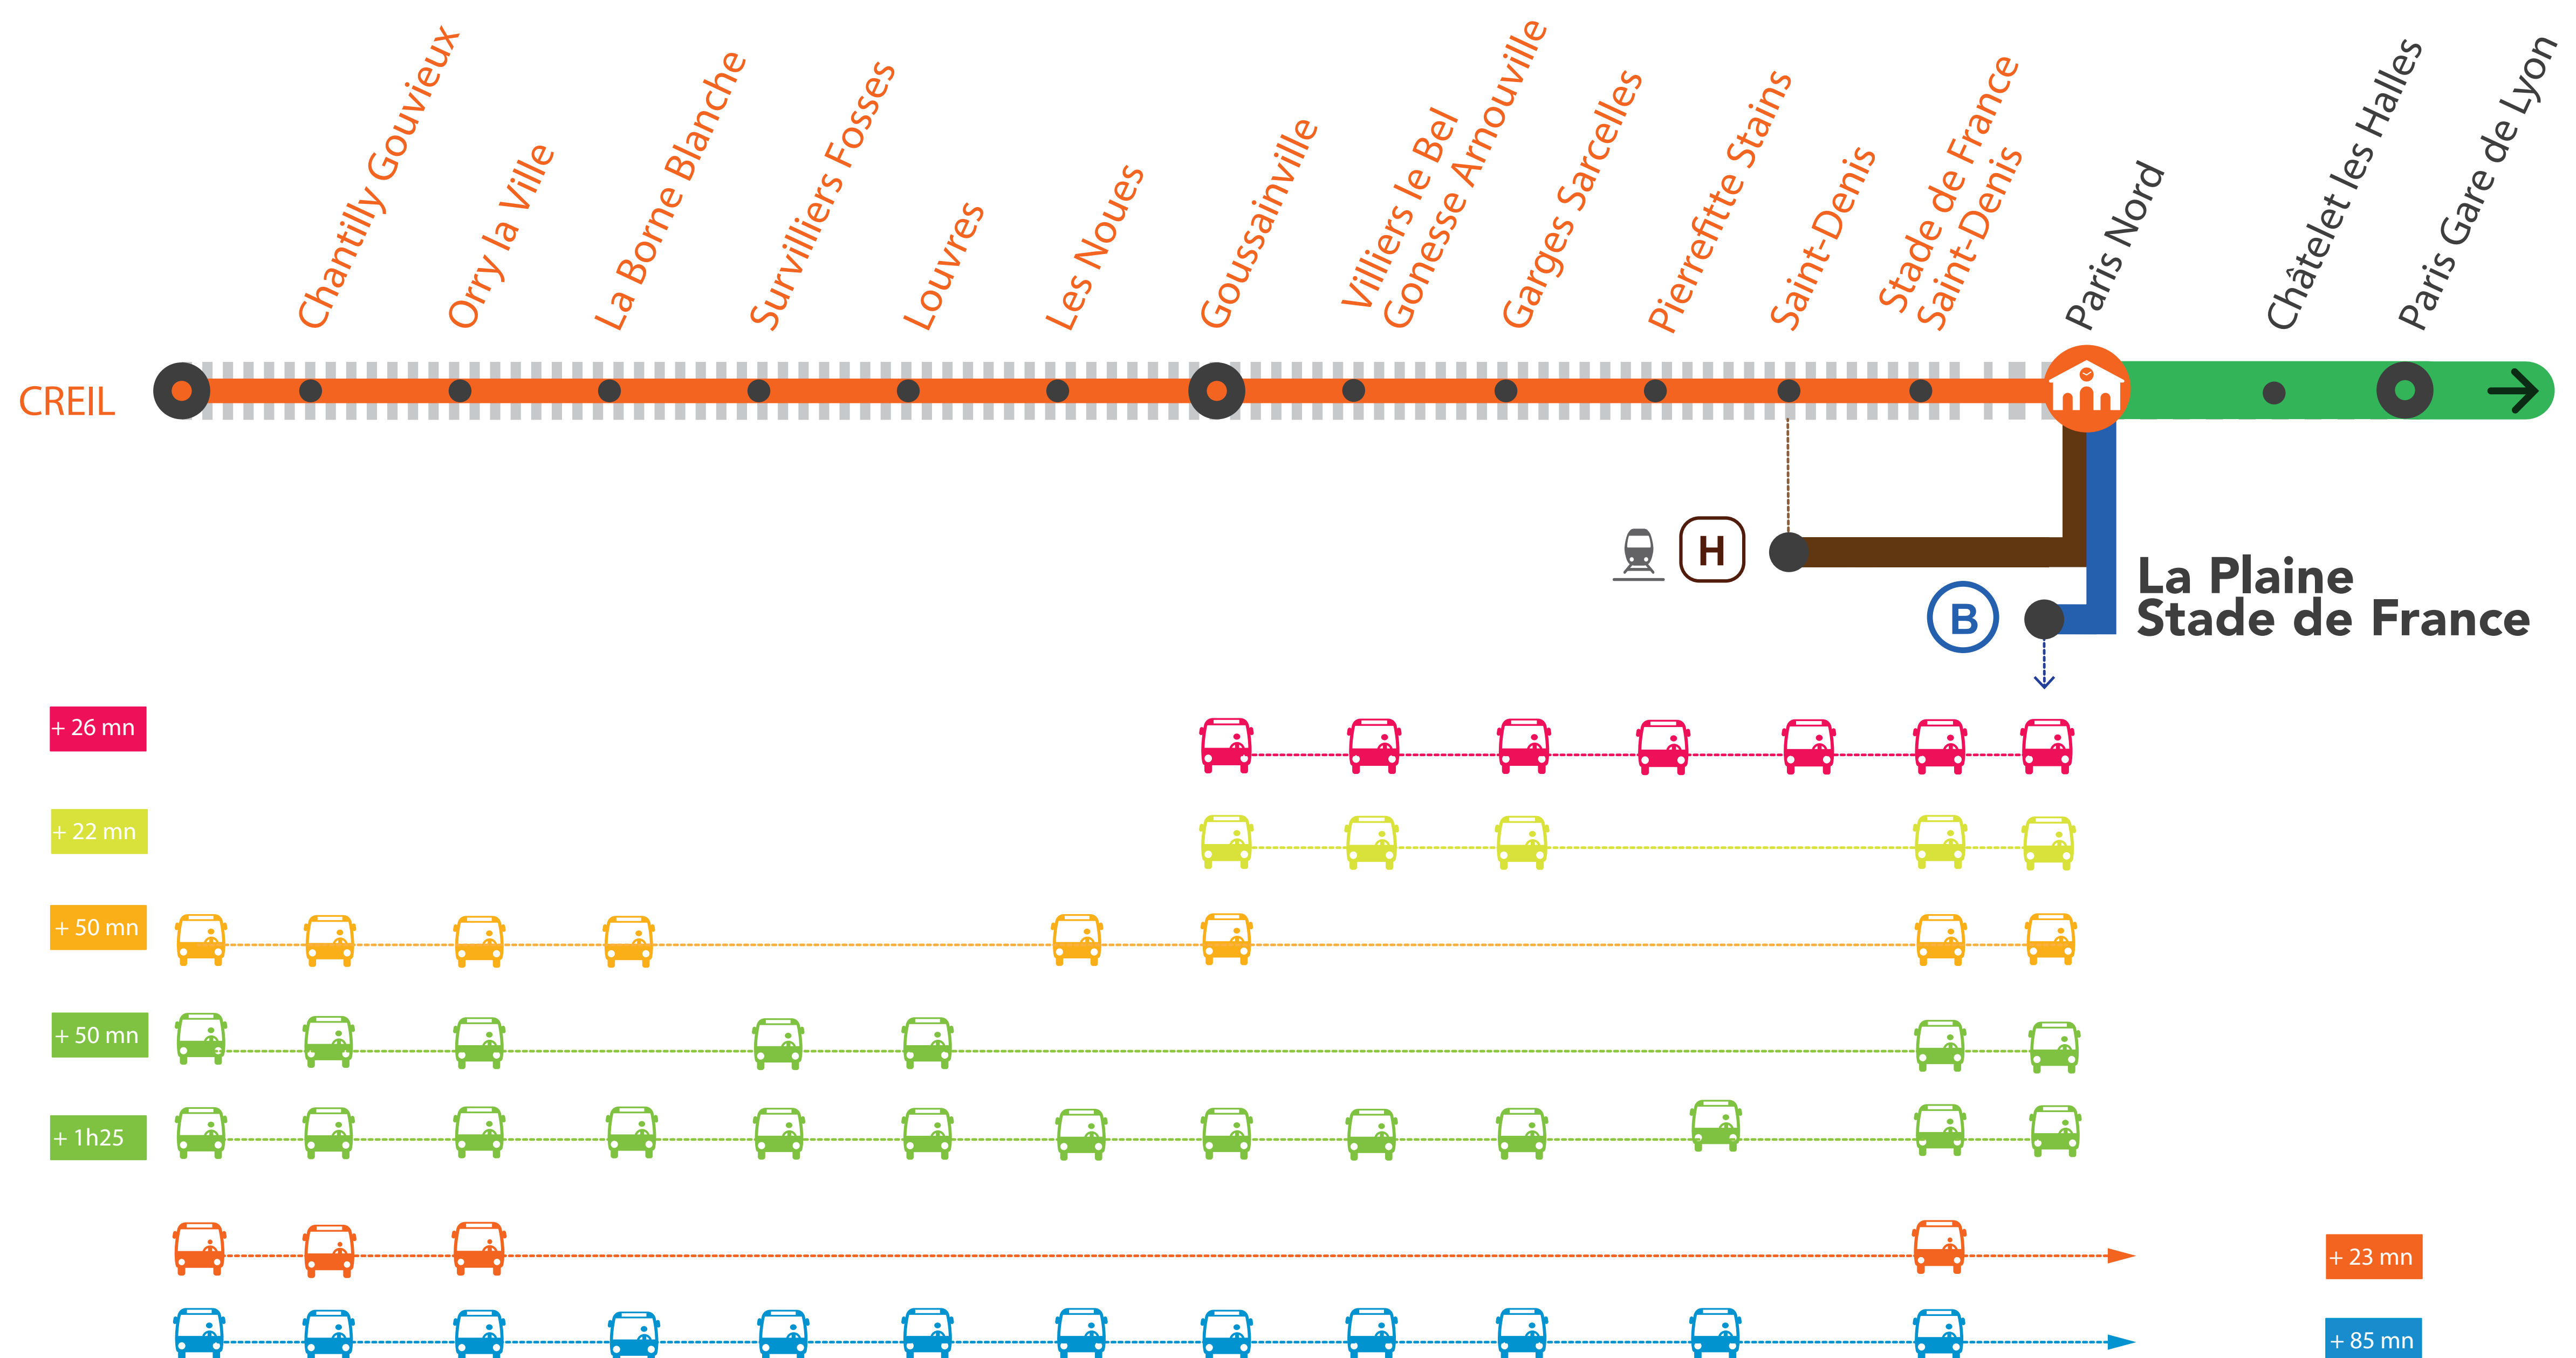 Chantilly Gouvieux
Orry la Ville
La Borne Blanche
Survilliers Fosses
Louvres
Les Noues
Goussainville
Villiers le Bel
Gonesse Arnouville
Garges Sarcelles
Pierrefitte Stains
Saint-Denis
Stade de France
Saint-Denis
Paris Nord
Châtelet les Halles
Paris Gare de Lyon
CREIL
H
B
La Plaine
Stade de France
+ 26 mn
+ 22 mn
+ 50 mn
+ 50 mn
+ 1h25
+ 23 mn
+ 85 mn